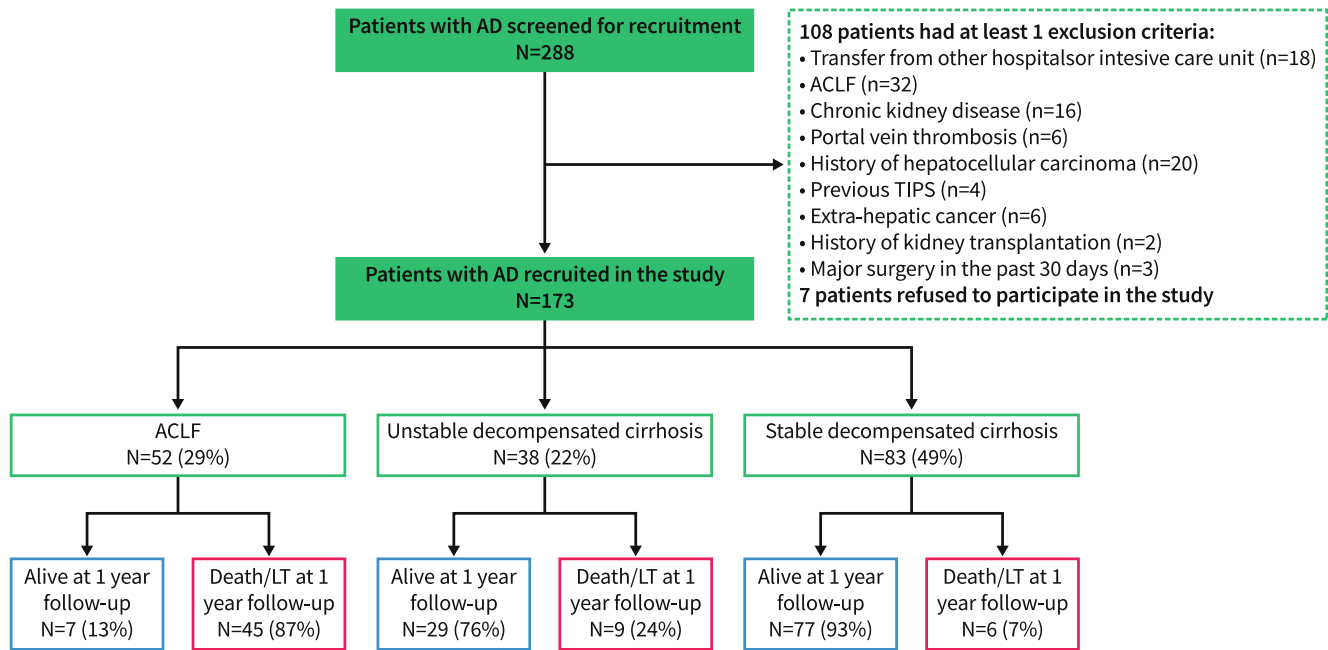 Patients with AD screened for recruitment
N=288
108 patients had at least 1 exclusion criteria:
• Transfer from other hospitalsor intesive care unit (n=18)
• ACLF (n=32)
• Chronic kidney disease (n=16)
• Portal vein thrombosis (n=6)
• History of hepatocellular carcinoma (n=20)
• Previous TIPS (n=4)
• Extra-hepatic cancer (n=6)
• History of kidney transplantation (n=2)
• Major surgery in the past 30 days (n=3)
7 patients refused to participate in the study
Patients with AD recruited in the study
N=173
ACLF
N=52 (29%)
Unstable decompensated cirrhosis
N=38 (22%)
Stable decompensated cirrhosis
N=83 (49%)
Alive at 1 year
follow-up
N=7 (13%)
Death/LT at 1
year follow-up
N=45 (87%)
Alive at 1 year
follow-up
N=29 (76%)
Death/LT at 1
year follow-up
N=9 (24%)
Alive at 1 year
follow-up
N=77 (93%)
Death/LT at 1
year follow-up
N=6 (7%)